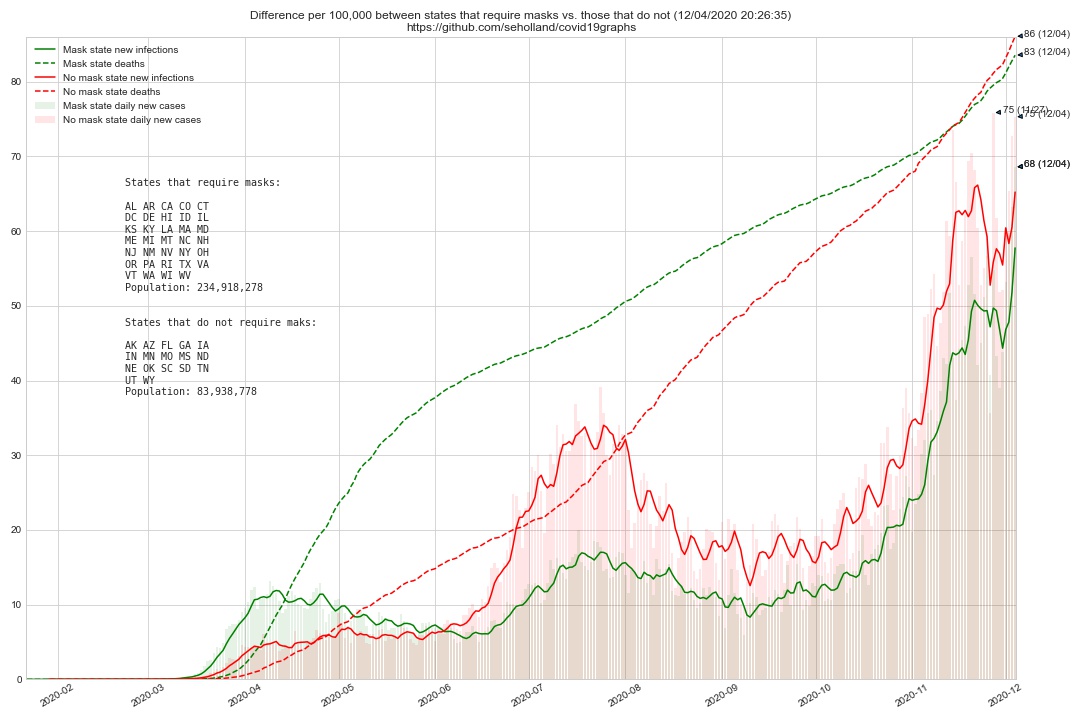 Difference per 100,000 between states that require masks vs. those that do not (12/04/2020 20:26:35)
https://github.com/seholland/covid19graphs
Mask state new infections
Mask state deaths
No mask state new infections
No mask state deaths
Mask state daily new cases
No mask state daily new cases
86 (12/04)
83 (12/04)
75 (11/27)
75 (12/04)
68 (12/04)
States that require masks:
AL AR CA CO CT
DC DE HI ID IL
KS KY LA MA MD
ME MI MT NC NH
NJ NM NV NY OH
OR PA RI TX VA
VT WA WI WV
Population: 234,918,278
States that do not require maks:
AK AZ FL GA IA
IN MN MO MS ND
NE OK SC SD TN
UT WY
Population: 83,938,778
80
70
60
50
40
30
20
10
0
2020-02
2020-03
2020-04
2020-05
2020-06
2020-07
2020-08
2020-09
2020-10
2020-11
2020-12